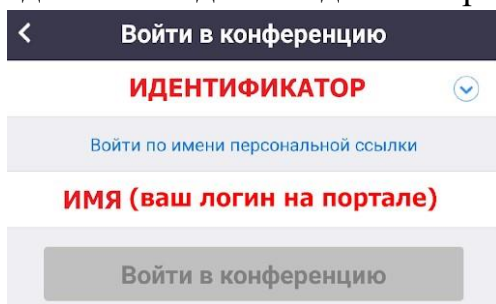 Войти в конференцию
ИДЕНТИФИКАТОР
Войти по имени персональной ссылки
ИМЯ (ваш логин на портале)
Войти в конференцию